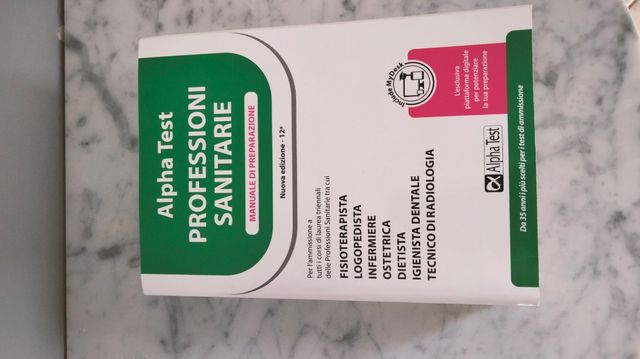 Alpha Test
PROFESSIONI
SANITARIE
MANUALE DI PREPARAZIONE
Nuova edizione - 12ª
Per l'ammissione a
tutti i corsi di laurea triennali
delle Professioni Sanitarie tra cui
FISIOTERAPISTA
LOGOPEDISTA
INFERMIERE
OSTETRICA
DIETISTA
IGIENISTA DENTALE
TECNICO DI RADIOLOGIA
Include MyDesk
L'esclusiva
piattaforma digitale
per potenziare
la tua preparazione
Alpha Test
Da 35 anni i più scelti per i test di ammissione